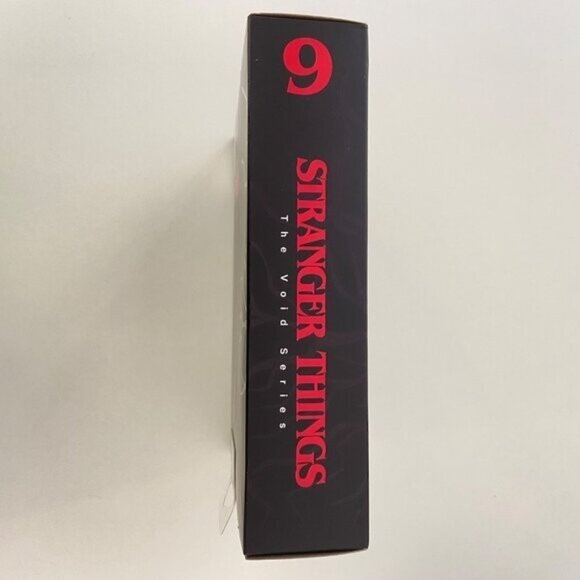 9
STRANGER THINGS
The Void Series